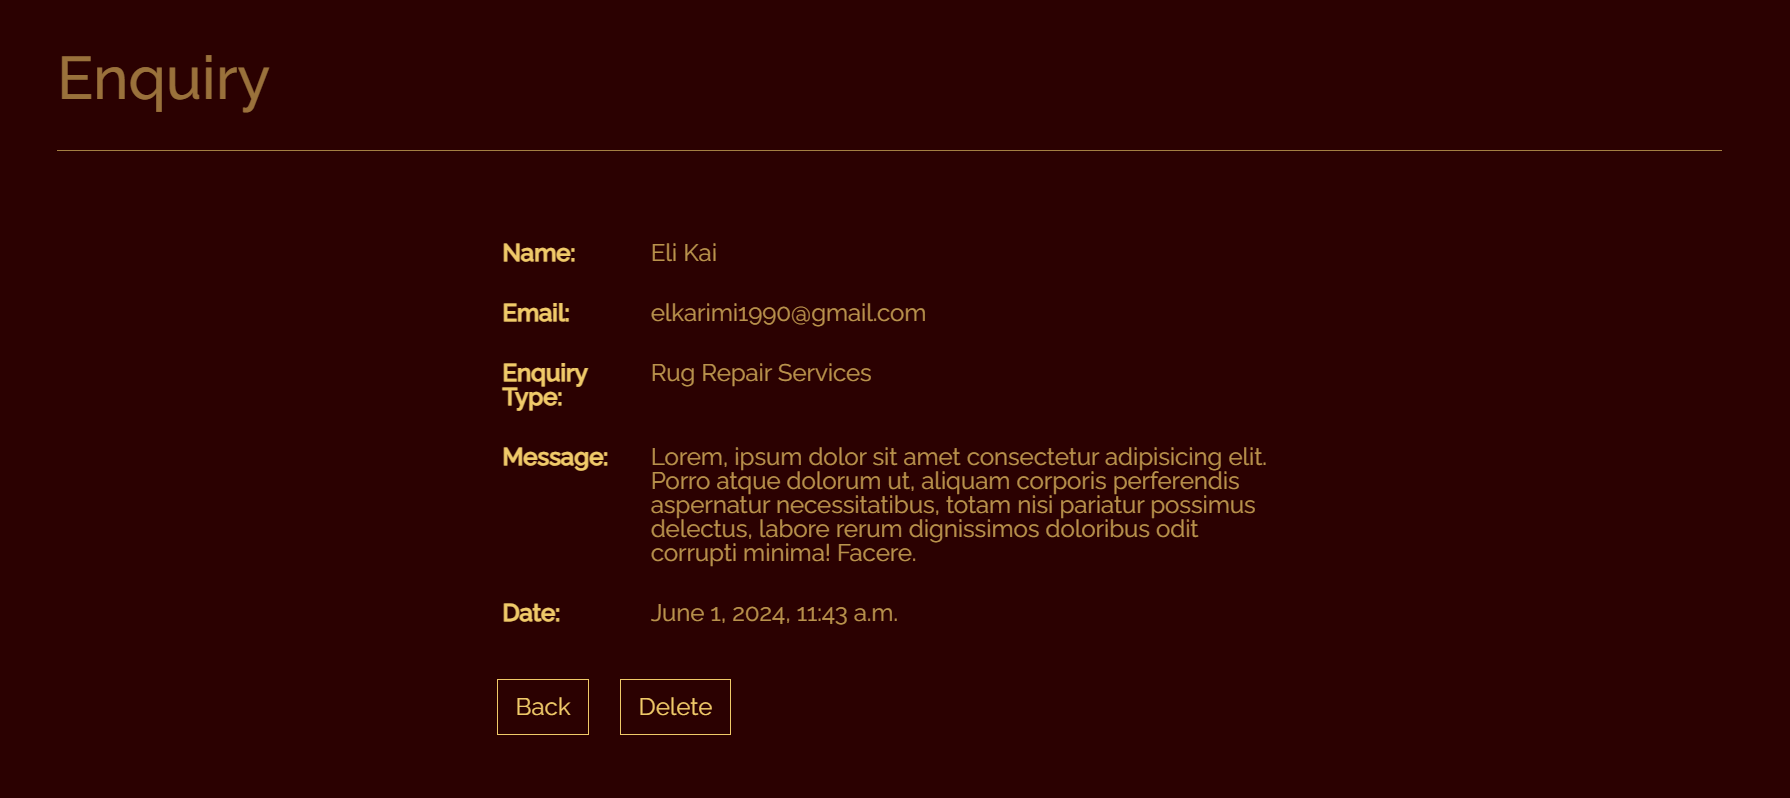 Enquiry
Name: Eli Kai
Email: elkarimi1990@gmail.com
Enquiry Type: Rug Repair Services
Message: Lorem, ipsum dolor sit amet consectetur adipisicing elit.
Porro atque dolorum ut, aliquam corporis perferendis
aspernatur necessitatibus, totam nisi pariatur possimus
delectus, labore rerum dignissimos doloribus odit
corrupti minima! Facere.
Date: June 1, 2024, 11:43 a.m.
Back Delete